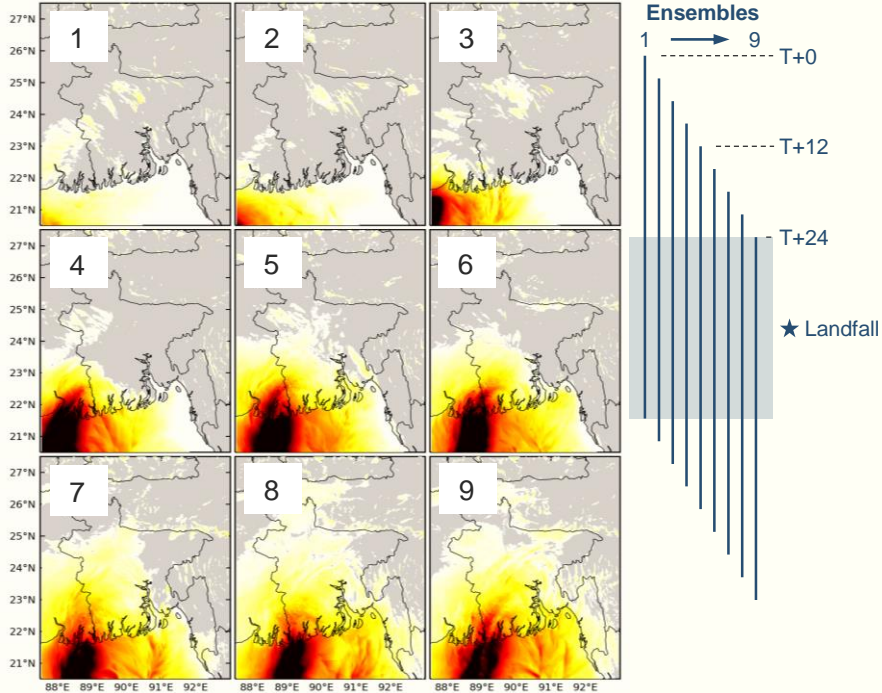 Ensembles
1 9
T+0
T+12
T+24
★ Landfall
27°N 1 2 3
26°N
25°N
24°N
23°N
22°N
21°N
27°N 4 5 6
26°N
25°N
24°N
23°N
22°N
21°N
27°N 7 8 9
26°N
25°N
24°N
23°N
22°N
21°N
88°E 89°E 90°E 91°E 92°E 88°E 89°E 90°E 91°E 92°E 88°E 89°E 90°E 91°E 92°E